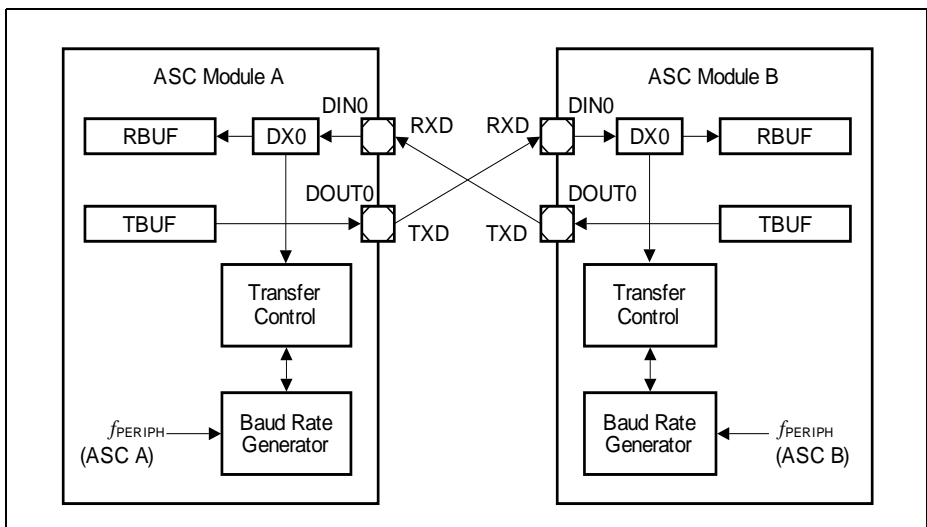 ASC Module A
DIN0
RXD
RBUF
DX0
DOUT0
TBUF
TXD
Transfer
Control
Baud Rate
Generator
fPERIPH
(ASC A)
ASC Module B
RXD
DIN0
DX0
RBUF
DOUT0
TXD
TBUF
Transfer
Control
Baud Rate
Generator
fPERIPH
(ASC B)